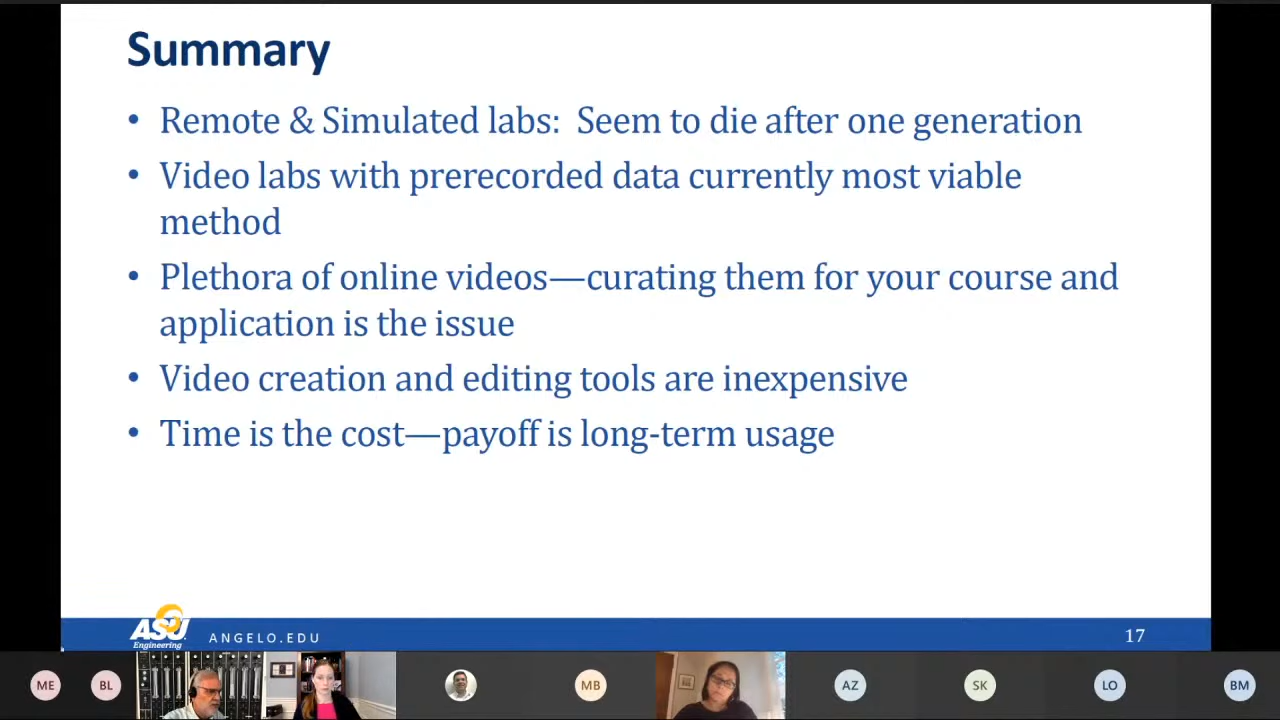 Summary
• Remote & Simulated labs:  Seem to die after one generation
• Video labs with prerecorded data currently most viable
method
• Plethora of online videos—curating them for your course and
application is the issue
• Video creation and editing tools are inexpensive
• Time is the cost—payoff is long-term usage
ASU
Engineering
ANGELO.EDU
17
ME
BL
MB
AZ
SK
LO
BM